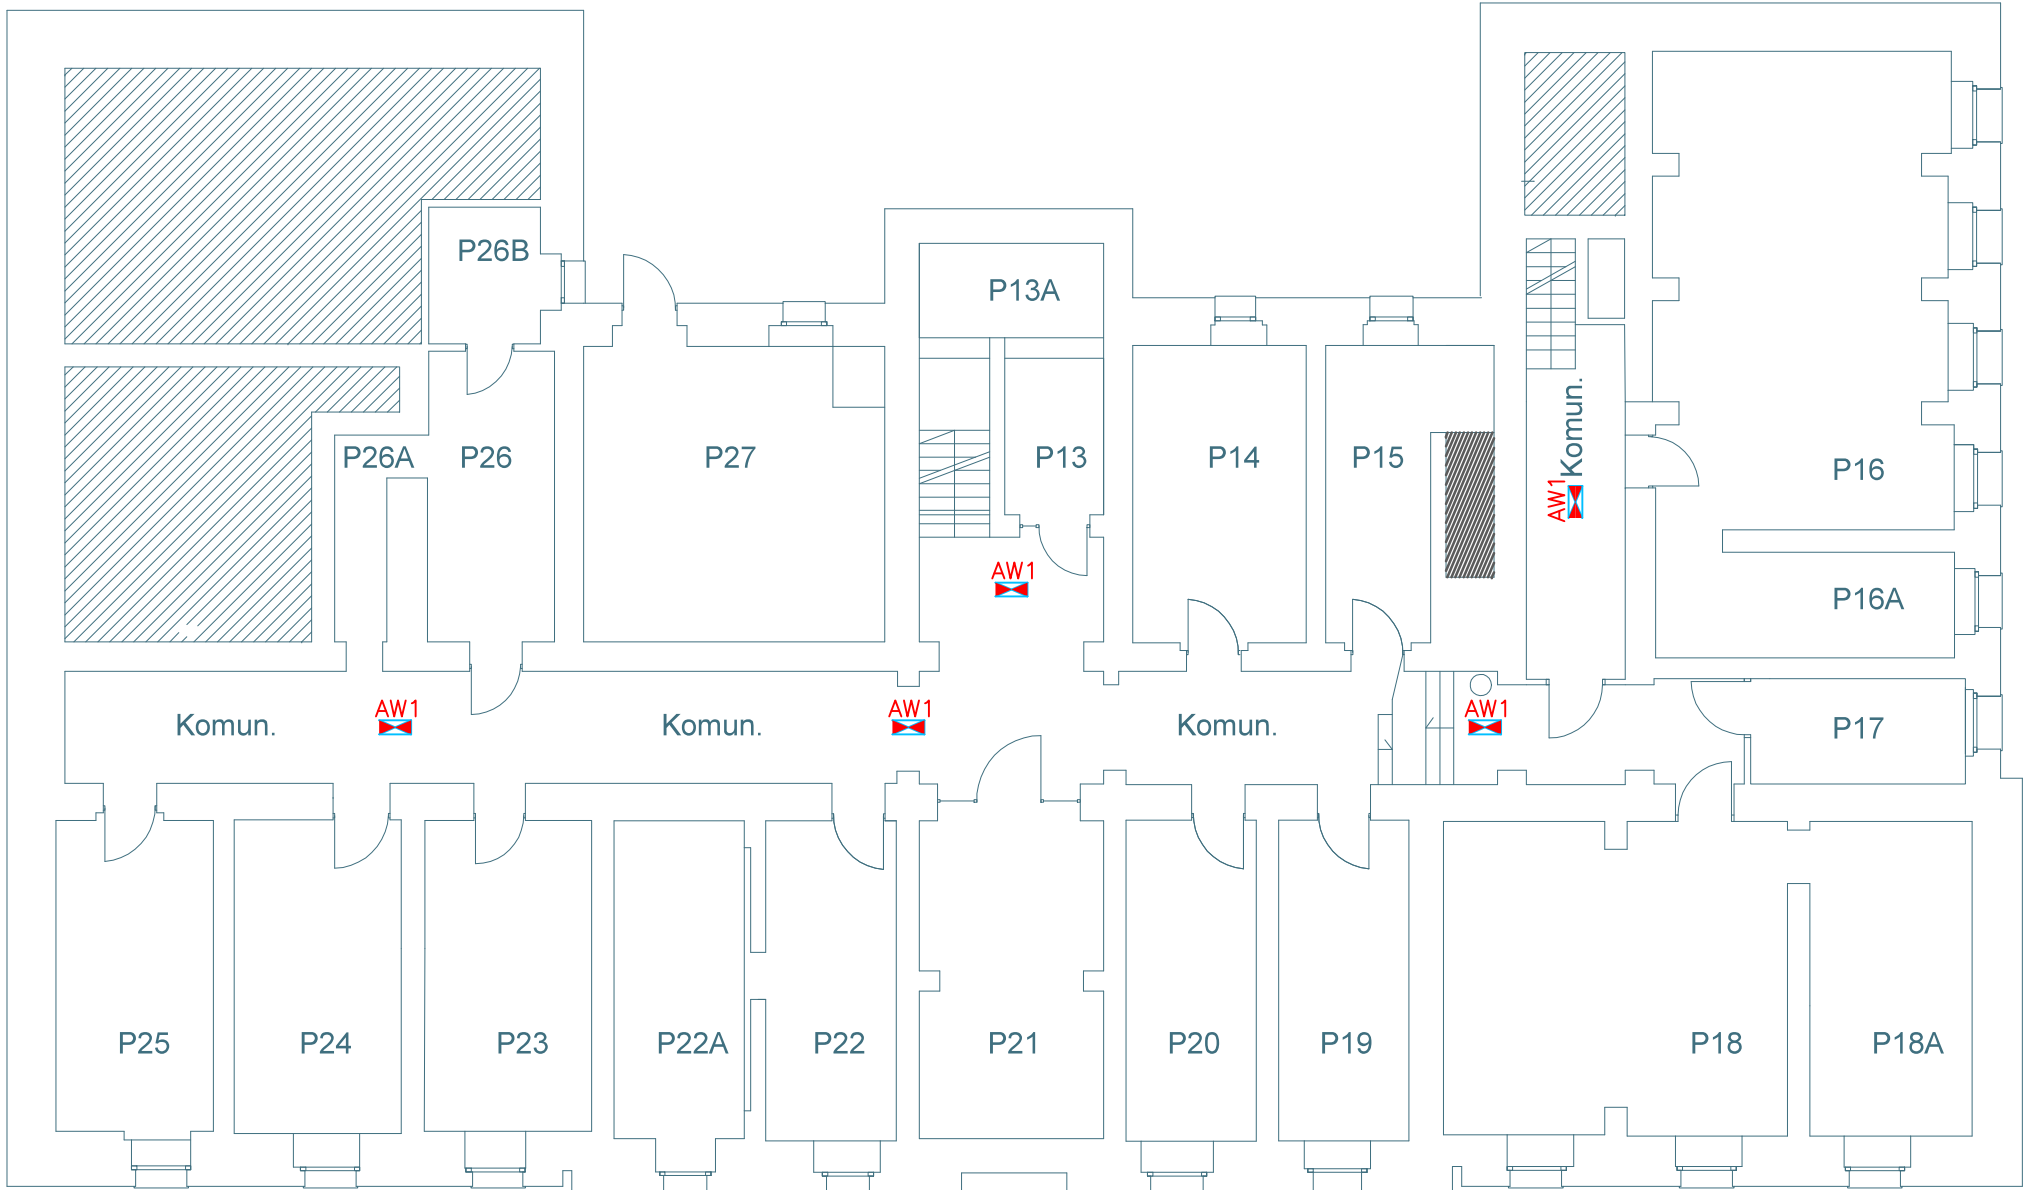 P26B
P13A
Komun.
P26A
P26
P27
P13
P14
P15
P16
AW1
AW1
P16A
Komun.
AW1
Komun.
AW1
Komun.
AW1
P17
P25
P24
P23
P22A
P22
P21
P20
P19
P18
P18A